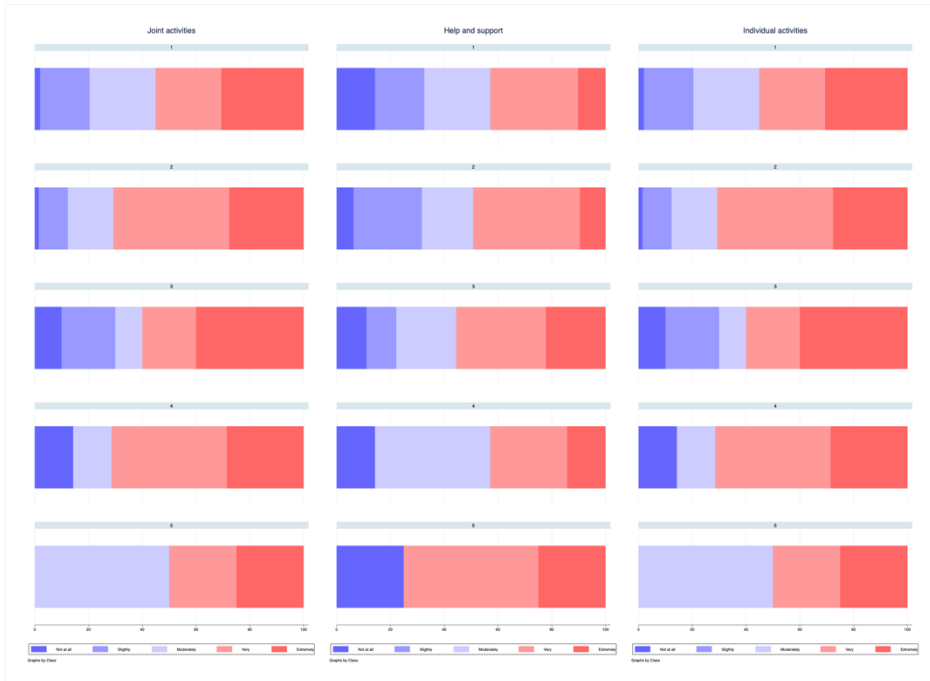 Joint activities
Help and support
Individual activities
1
1
1
2
2
2
3
3
3
4
4
4
5
5
5
0 20 40 60 80 100
0 20 40 60 80 100
0 20 40 60 80 100
Not at all Slightly Moderately Very Extremely
Not at all Slightly Moderately Very Extremely
Not at all Slightly Moderately Very Extremely
Graphs by Class
Graphs by Class
Graphs by Class